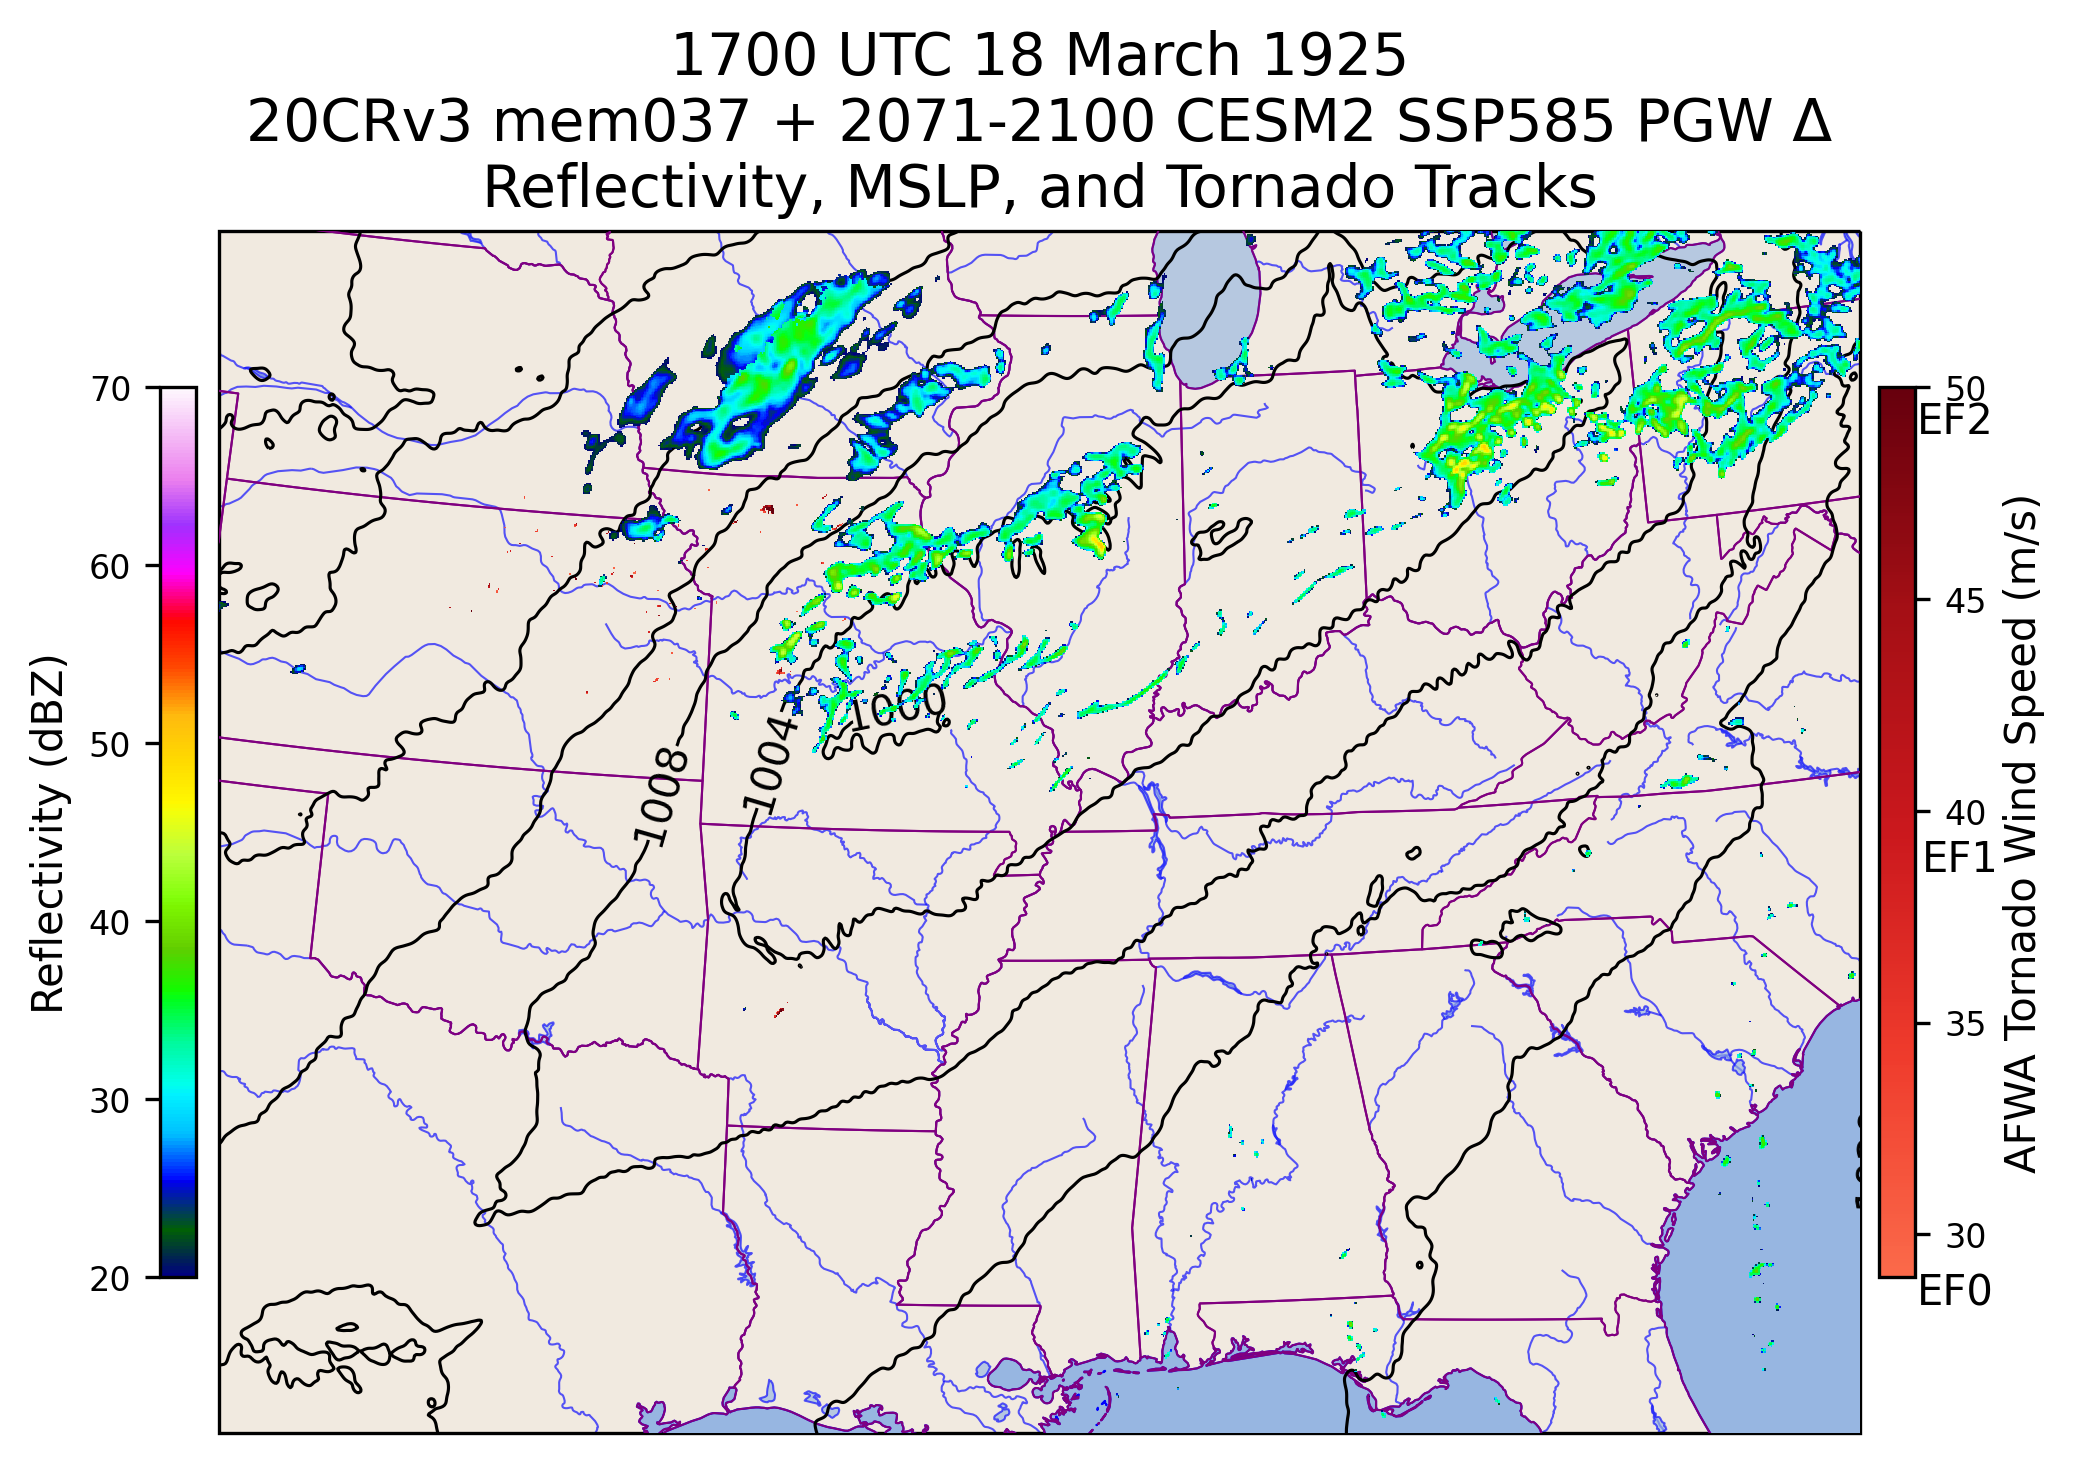 1700 UTC 18 March 1925
20CRv3 mem037 + 2071-2100 CESM2 SSP585 PGW Δ
Reflectivity, MSLP, and Tornado Tracks
70
60
50
40
30
20
Reflectivity (dBZ)
1000
1004
1008
50
EF2
45
40
EF1
35
30
EF0
AFWA Tornado Wind Speed (m/s)